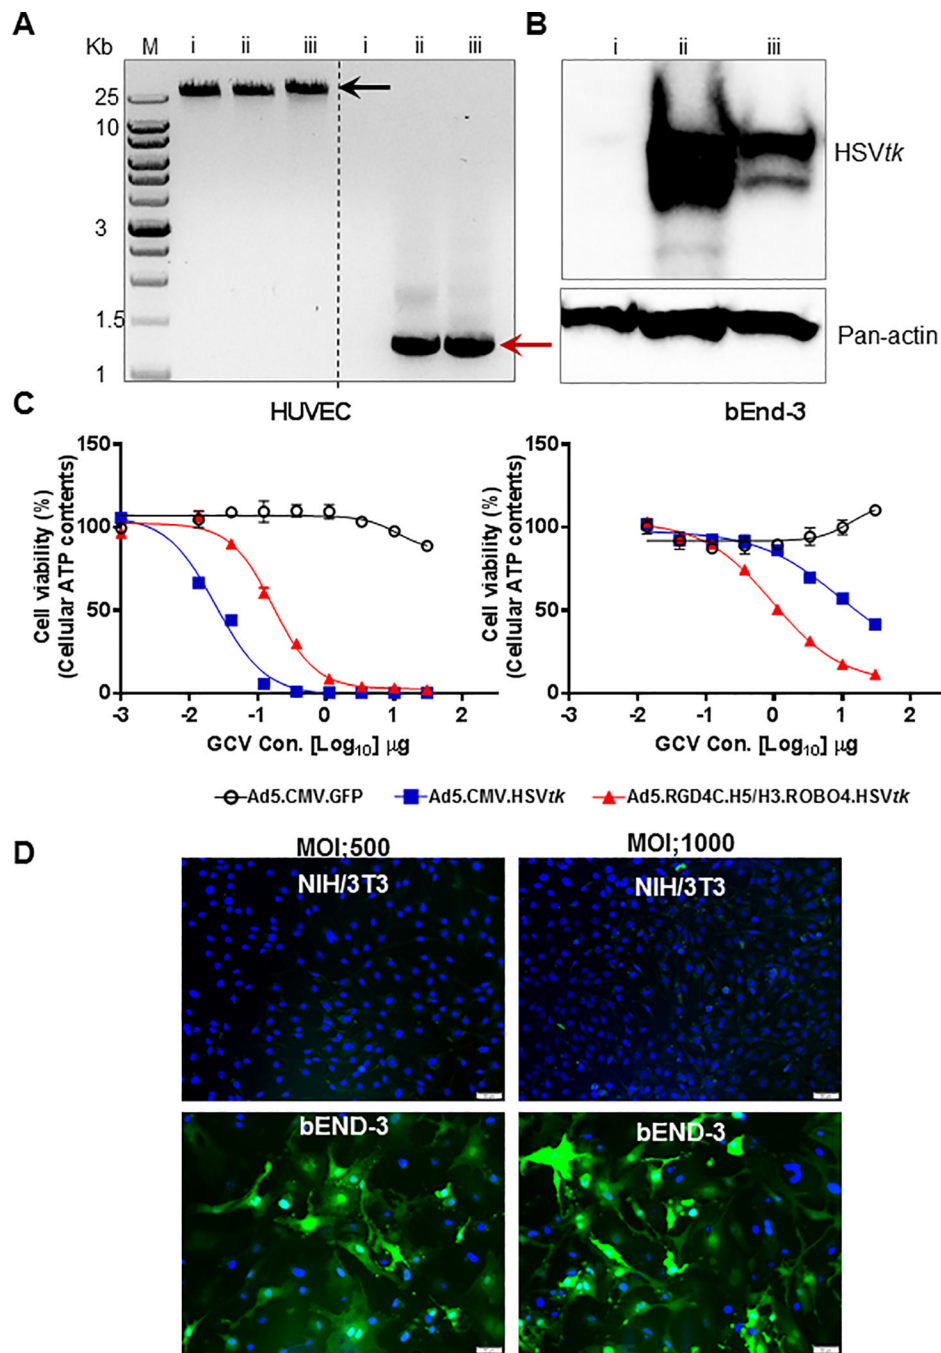 A
B
Kb M i ii iii i ii iii
i ii iii
25
10
3
1.5
1
HSVtk
Pan-actin
C
HUVEC
bEnd-3
Cell viability (%)
(Cellular ATP contents)
150
100
50
0
-3 -2 -1 0 1 2
GCV Con. [Log10] µg
Cell viability (%)
(Cellular ATP contents)
150
100
50
0
-3 -2 -1 0 1 2
GCV Con. [Log10] µg
Ad5.CMV.GFP Ad5.CMV.HSVtk Ad5.RGD4C.H5/H3.ROBO4.HSVtk
D
MOI;500
MOI;1000
NIH/3T3
NIH/3T3
bEND-3
bEND-3